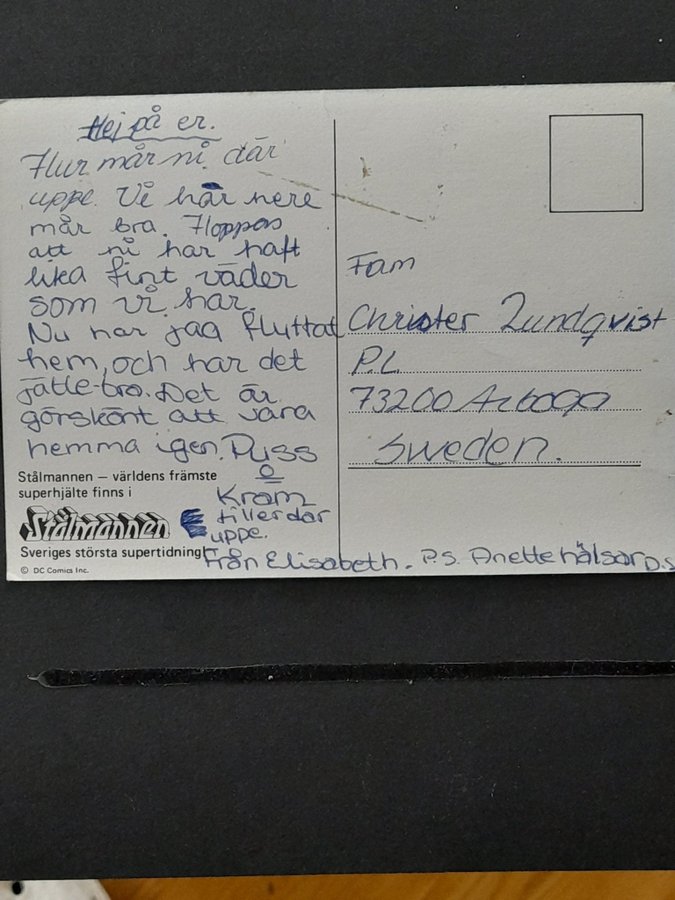 Hej på er.
Hur mår ni där
uppe. Vi här nere
mår bra. Hoppas
att ni har haft
lika fint väder
som vi har.
Nu har jag fluttat
hem, och har det
jätte-bra. Det är
görskönt att vara
hemma igen. Puss
o
Kram
till er där
uppe.
Från Elisabeth. P.S. Anette hälsar D.S
Stålmannen – världens främste
superhjälte finns i
Stålmannen
Sveriges största supertidning!
© DC Comics Inc.
Fam
Christer Lundqvist
P.L
73200 Arboga
Sweden.